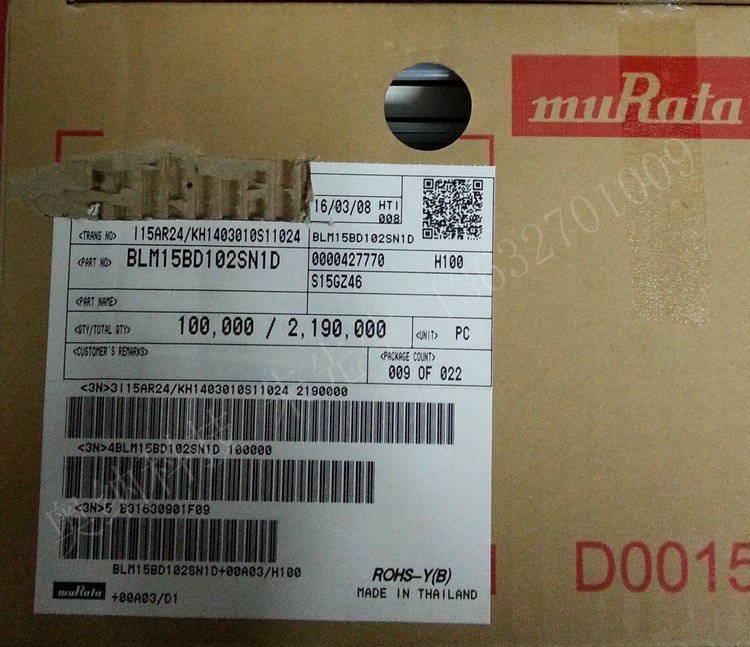 muRata
16/03/08 HTI
008
<TRANS NO> I15AR24/KH1403010S11024 BLM15BD102SN1D
<PART NO> BLM15BD102SN1D 0000427770 H100
S15GZ46
<PART NAME>
<QTY/TOTAL QTY> 100,000 / 2,190,000 <UNIT> PC
<CUSTOMER'S REMARKS> <PACKAGE COUNT>
009 OF 022
<3N>3I15AR24/KH1403010S11024 2190000
<3N>4BLM15BD102SN1D 100000
<3N>5 B31630901F09
BLM15BD102SN1D+00A03/H100
ROHS-Y(B)
muRata +00A03/D1 MADE IN THAILAND
D0015
13032701009